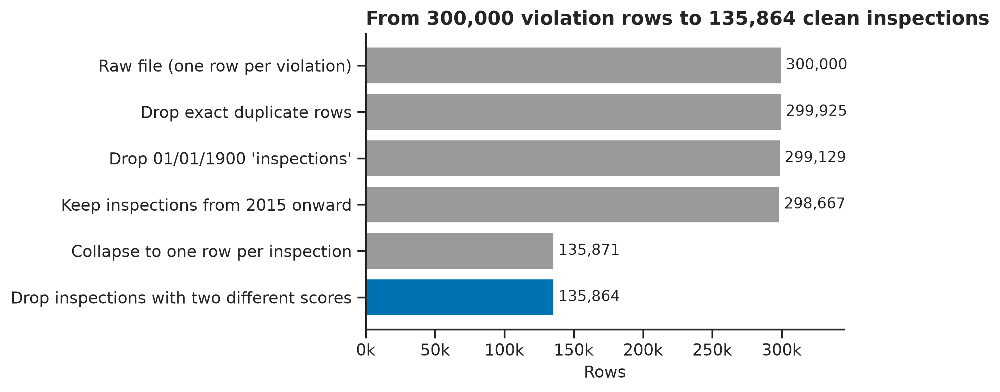 From 300,000 violation rows to 135,864 clean inspections
Raw file (one row per violation)
300,000
Drop exact duplicate rows
299,925
Drop 01/01/1900 'inspections'
299,129
Keep inspections from 2015 onward
298,667
Collapse to one row per inspection
135,871
Drop inspections with two different scores
135,864
0k 50k 100k 150k 200k 250k 300k
Rows